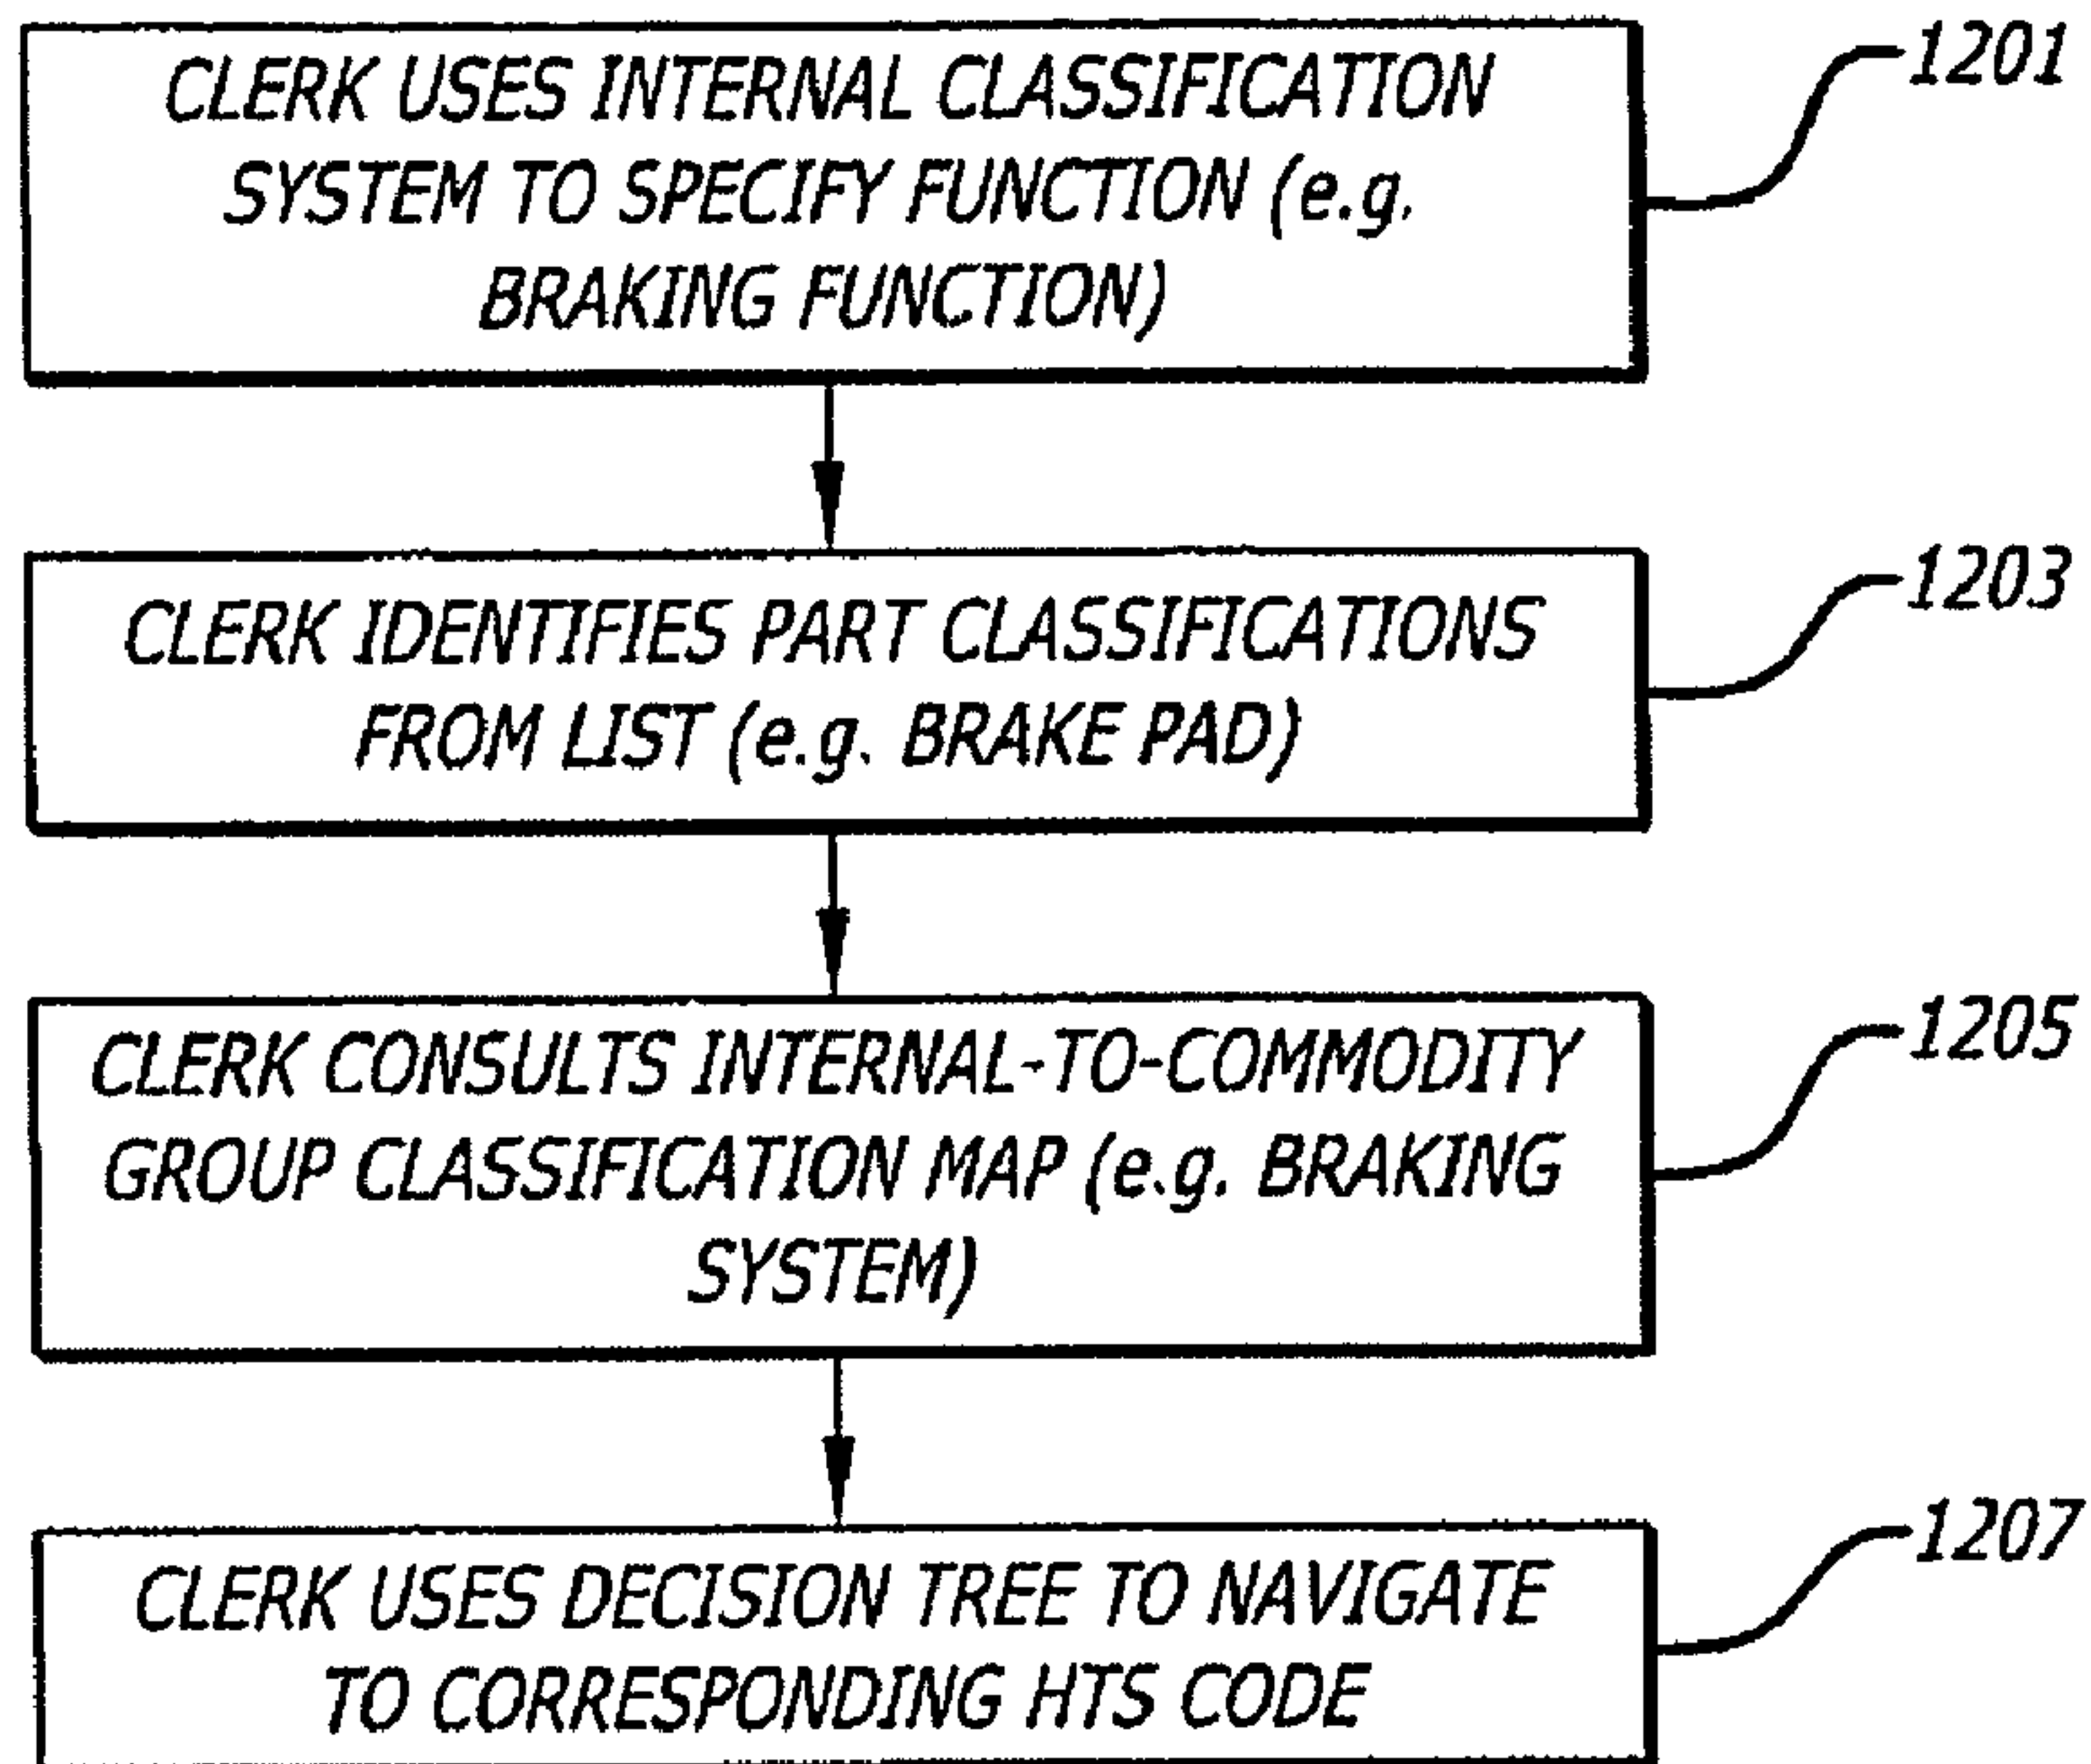 CLERK USES INTERNAL CLASSIFICATION
SYSTEM TO SPECIFY FUNCTION (e.g.
BRAKING FUNCTION)
1201
CLERK IDENTIFIES PART CLASSIFICATIONS
FROM LIST (e.g. BRAKE PAD)
1203
CLERK CONSULTS INTERNAL-TO-COMMODITY
GROUP CLASSIFICATION MAP (e.g. BRAKING
SYSTEM)
1205
CLERK USES DECISION TREE TO NAVIGATE
TO CORRESPONDING HTS CODE
1207